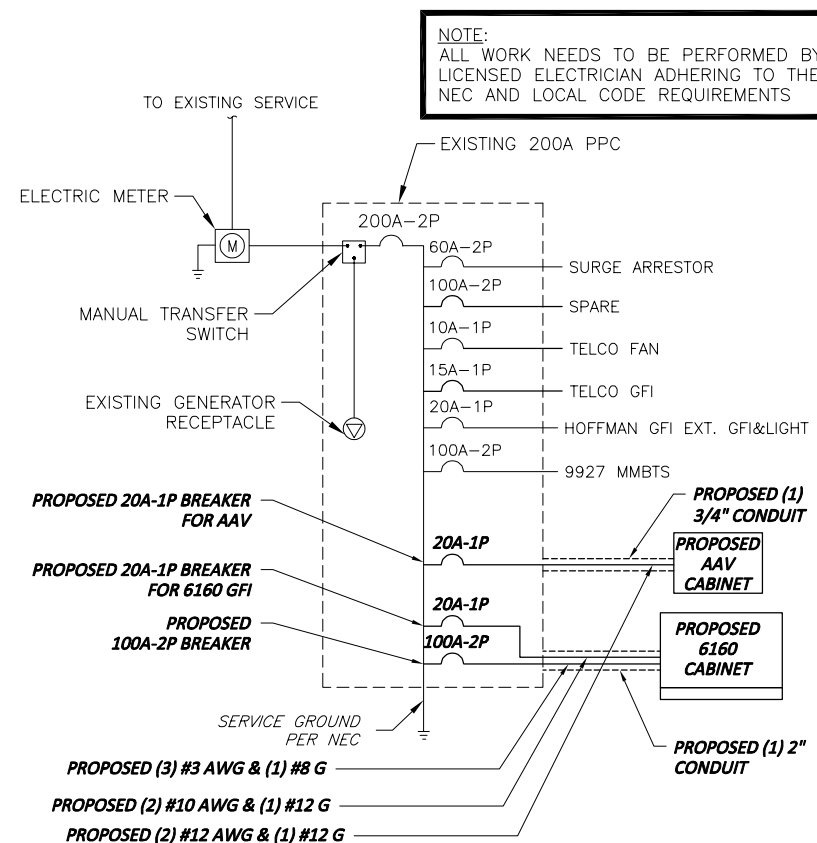 NOTE:
ALL WORK NEEDS TO BE PERFORMED BY
LICENSED ELECTRICIAN ADHERING TO THE
NEC AND LOCAL CODE REQUIREMENTS
TO EXISTING SERVICE
EXISTING 200A PPC
ELECTRIC METER
M
200A-2P
60A-2P
SURGE ARRESTOR
100A-2P
SPARE
MANUAL TRANSFER
SWITCH
10A-1P
TELCO FAN
15A-1P
TELCO GFI
EXISTING GENERATOR
RECEPTACLE
20A-1P
HOFFMAN GFI EXT. GFI&LIGHT
100A-2P
9927 MMBTS
PROPOSED 20A-1P BREAKER
FOR AAV
PROPOSED (1)
3/4" CONDUIT
20A-1P
PROPOSED
AAV
CABINET
PROPOSED 20A-1P BREAKER
FOR 6160 GFI
20A-1P
PROPOSED
100A-2P BREAKER
100A-2P
PROPOSED
6160
CABINET
SERVICE GROUND
PER NEC
PROPOSED (1) 2"
CONDUIT
PROPOSED (3) #3 AWG & (1) #8 G
PROPOSED (2) #10 AWG & (1) #12 G
PROPOSED (2) #12 AWG & (1) #12 G